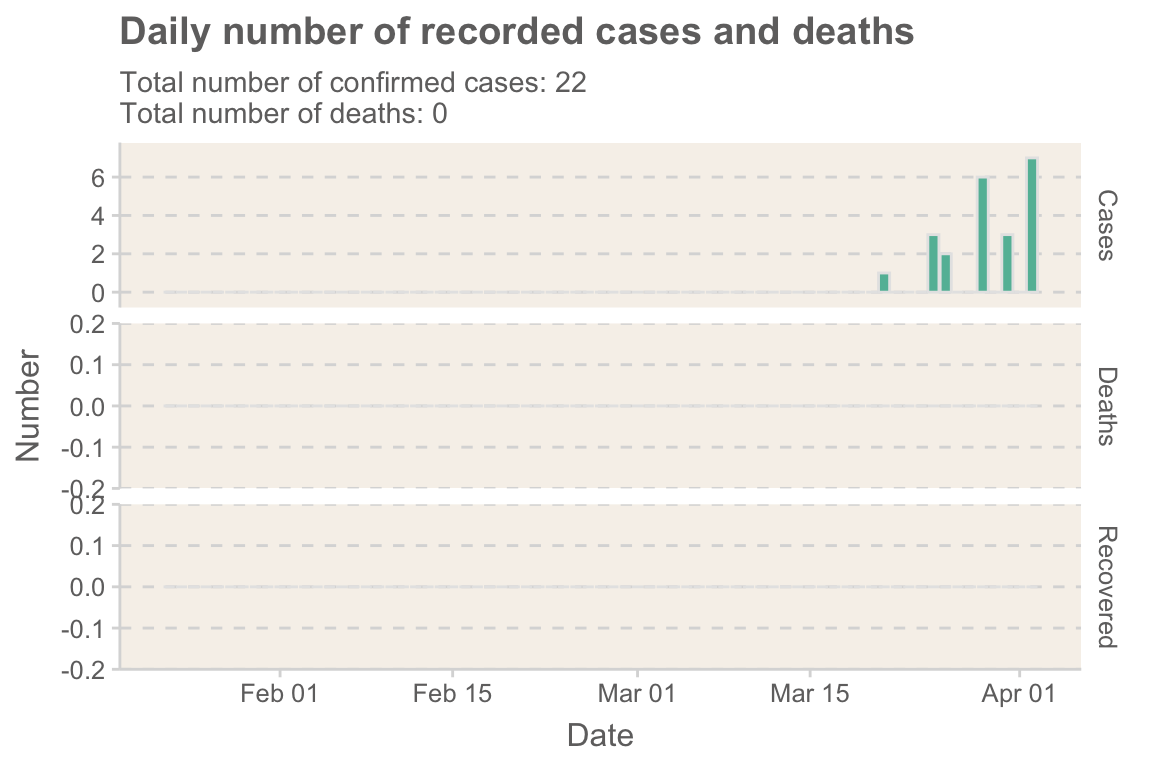 Daily number of recorded cases and deaths
Total number of confirmed cases: 22
Total number of deaths: 0
6
4
2
0
Cases
0.2
0.1
0.0
-0.1
-0.2
Deaths
Number
0.2
0.1
0.0
-0.1
-0.2
Recovered
Feb 01 Feb 15 Mar 01 Mar 15 Apr 01
Date